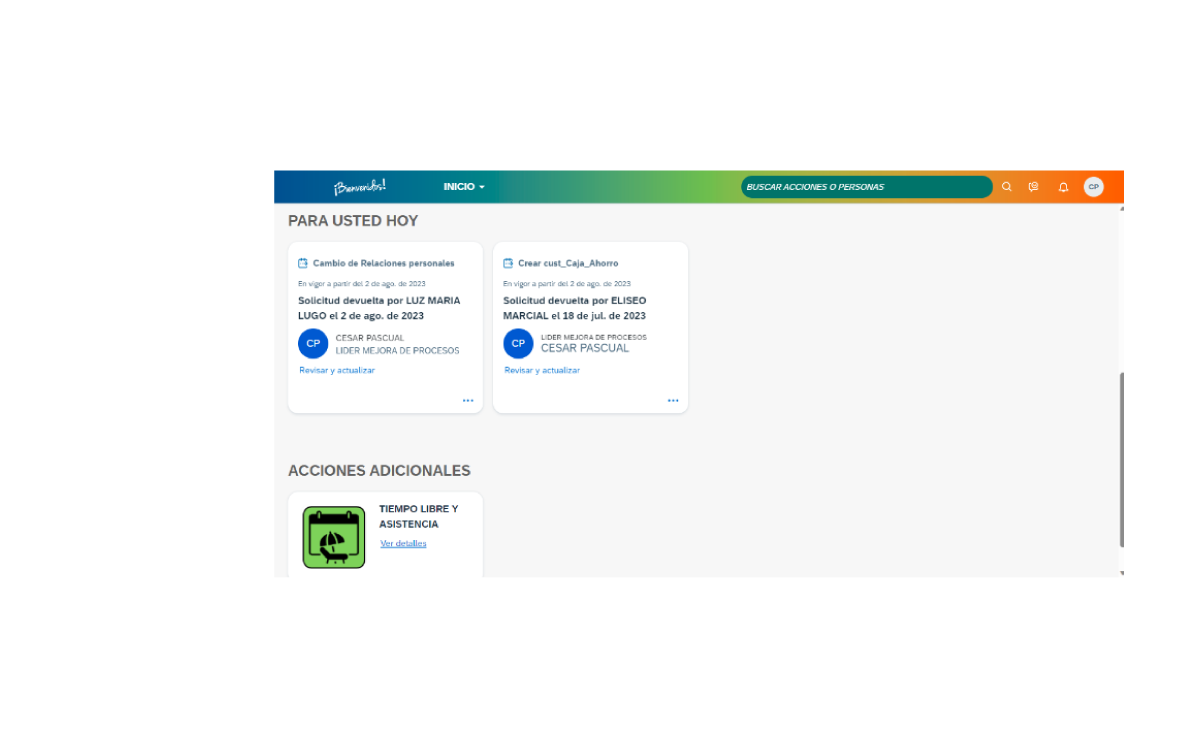 ¡Bienvenidos!
INICIO
BUSCAR ACCIONES O PERSONAS
CP
PARA USTED HOY
Cambio de Relaciones personales
En vigor a partir del 2 de ago. de 2023
Solicitud devuelta por LUZ MARIA
LUGO el 2 de ago. de 2023
CP
CESAR PASCUAL
LIDER MEJORA DE PROCESOS
Revisar y actualizar
Crear cust_Caja_Ahorro
En vigor a partir del 2 de ago. de 2023
Solicitud devuelta por ELISEO
MARCIAL el 18 de jul. de 2023
CP
LIDER MEJORA DE PROCESOS
CESAR PASCUAL
Revisar y actualizar
ACCIONES ADICIONALES
TIEMPO LIBRE Y
ASISTENCIA
Ver detalles